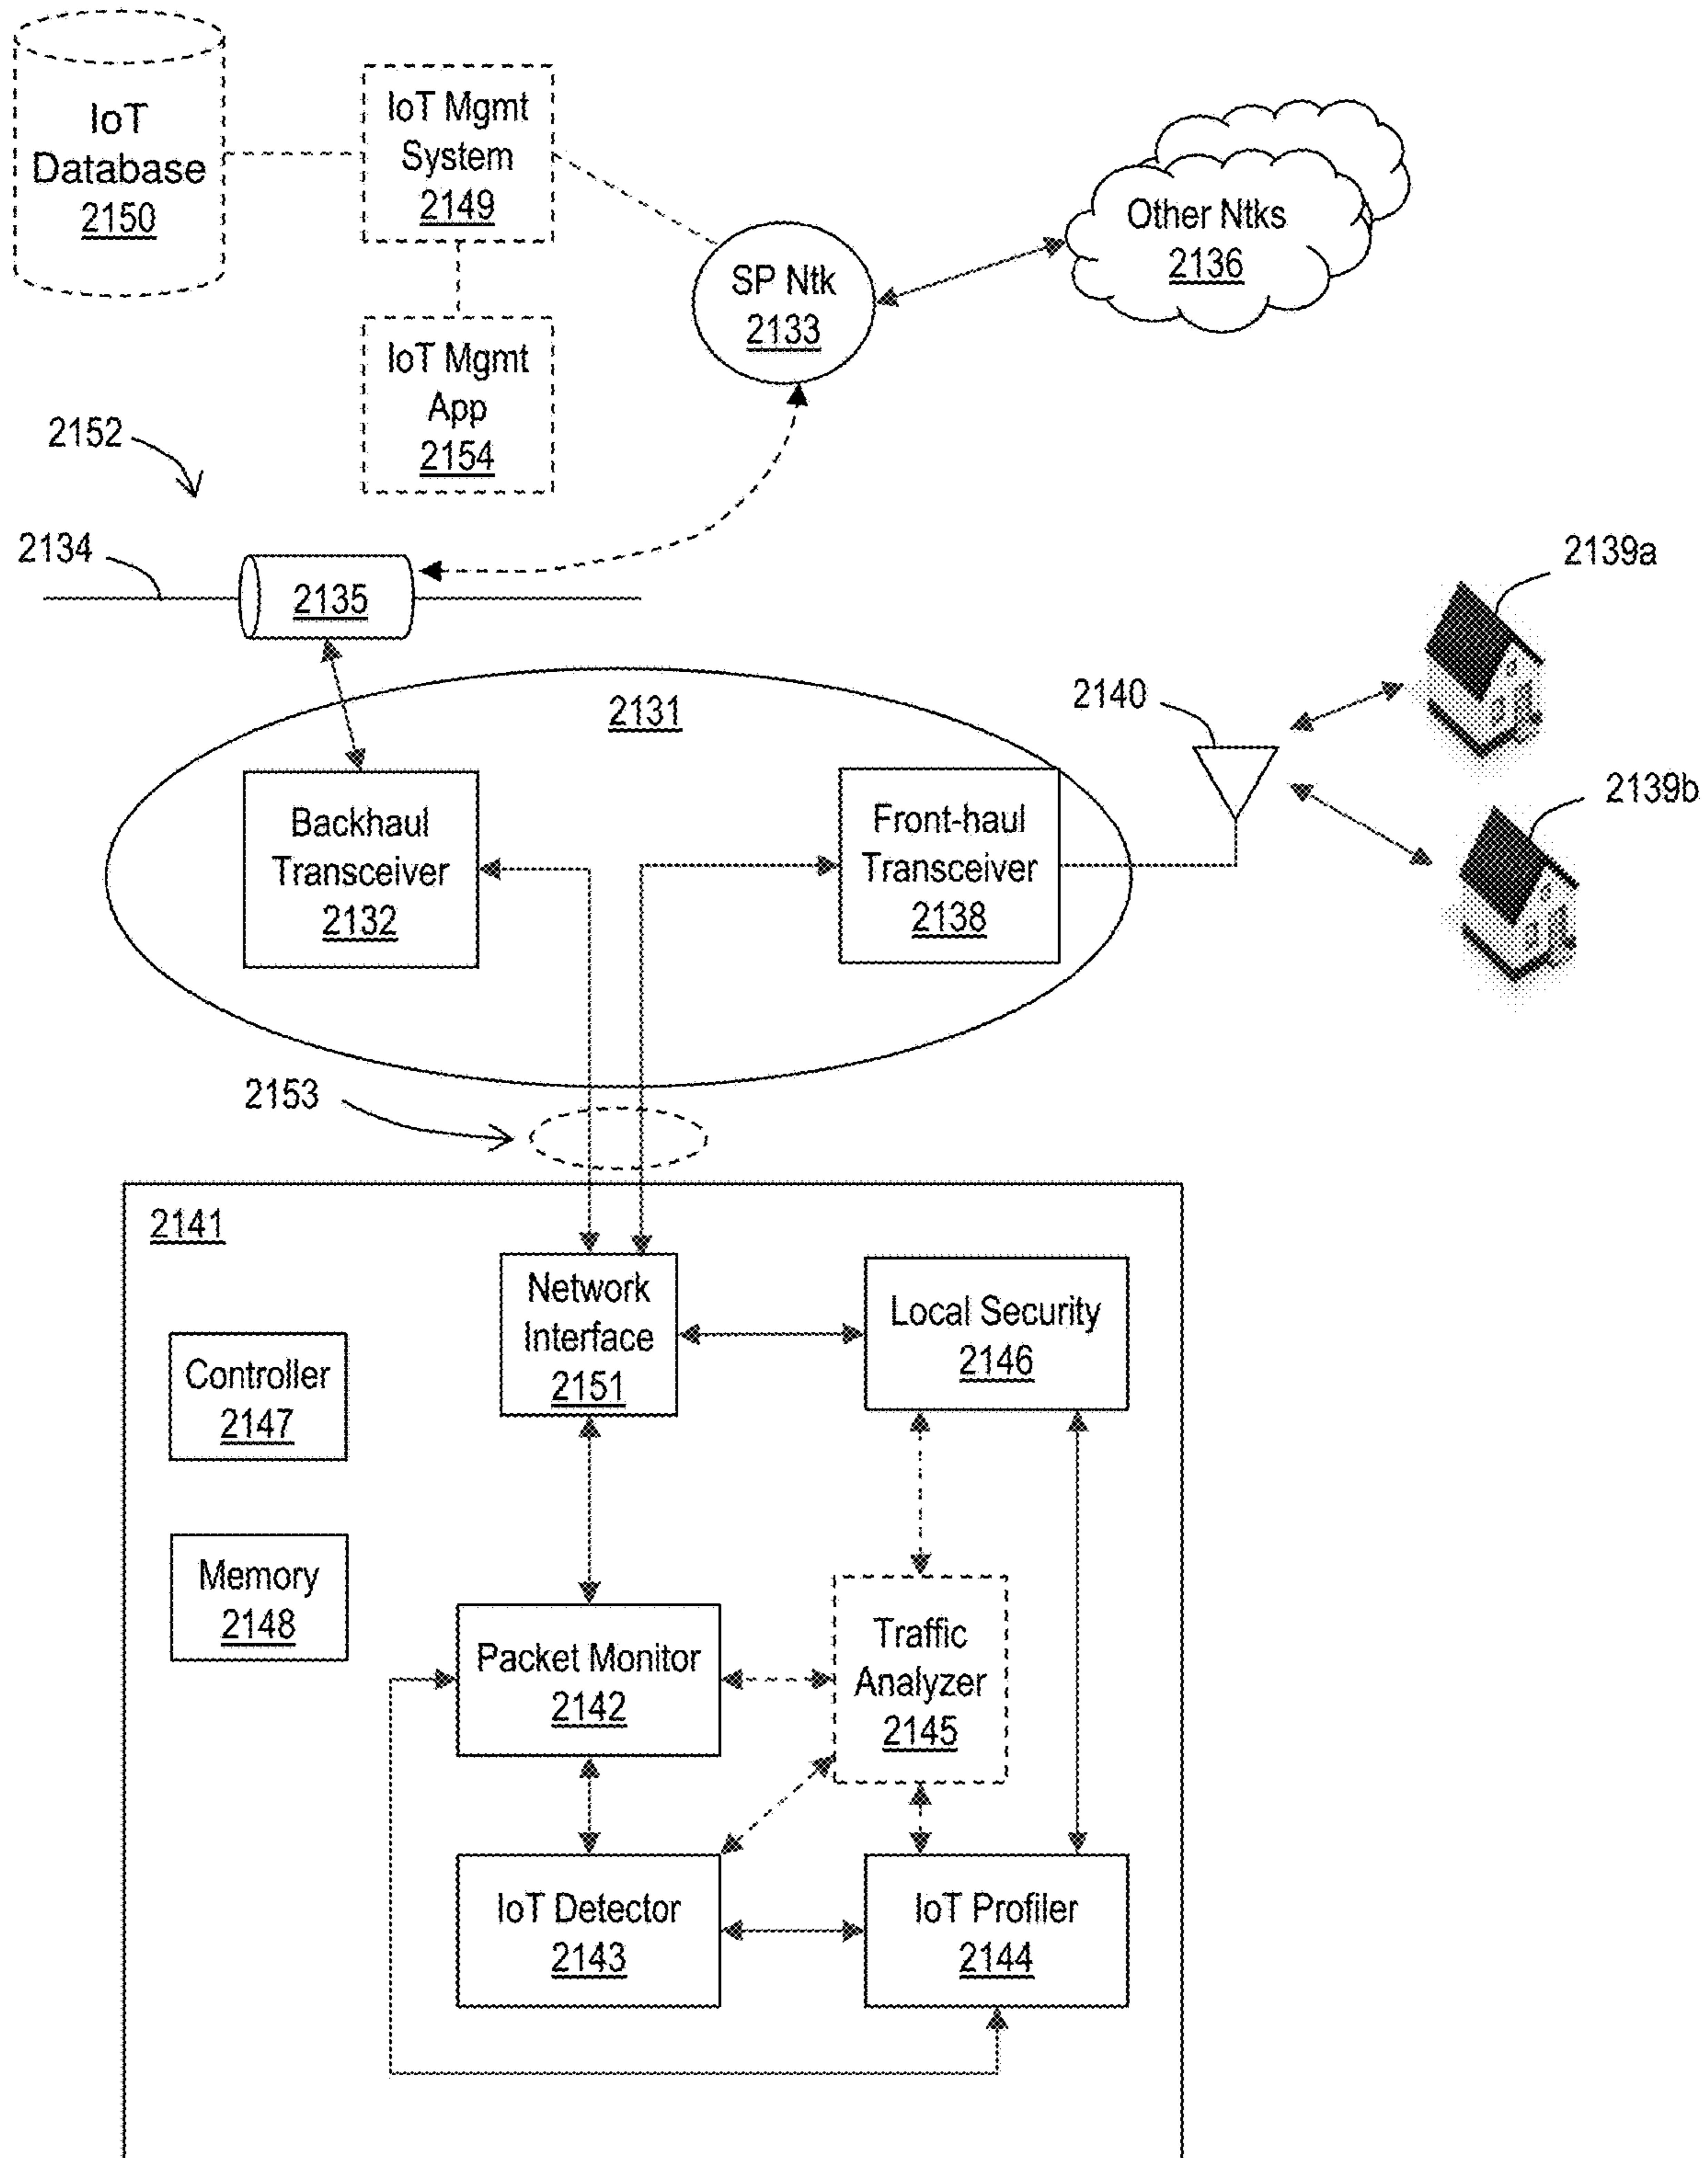 IoT
Database
2150
IoT Mgmt
System
2149
IoT Mgmt
App
2154
SP Ntk
2133
Other Ntks
2136
2152
2134
2135
2131
Backhaul
Transceiver
2132
Front-haul
Transceiver
2138
2140
2139a
2139b
2153
2141
Network
Interface
2151
Local Security
2146
Controller
2147
Memory
2148
Packet Monitor
2142
Traffic
Analyzer
2145
IoT Detector
2143
IoT Profiler
2144